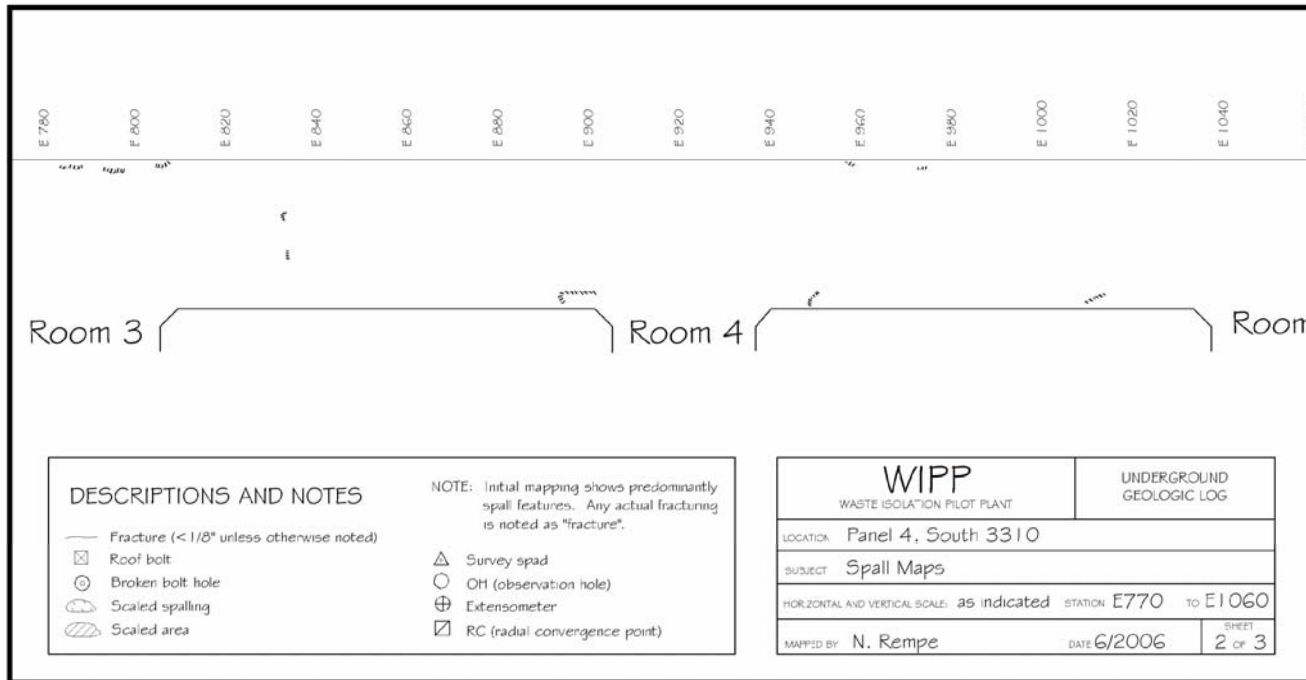 E 780 E 800 E 820 E 840 E 860 E 880 E 900 E 920 E 940 E 960 E 980 E 1000 E 1020 E 1040
Room 3 Room 4 Room
DESCRIPTIONS AND NOTES
Fracture (< 1/8" unless otherwise noted)
Roof bolt
Broken bolt hole
Scaled spalling
Scaled area
NOTE: Initial mapping shows predominantly
spall features. Any actual fracturing
is noted as "fracture".
Survey spad
OH (observation hole)
Extensometer
RC (radial convergence point)
WIPP
WASTE ISOLATION PILOT PLANT
UNDERGROUND
GEOLOGIC LOG
LOCATION Panel 4, South 3310
SUBJECT Spall Maps
HORIZONTAL AND VERTICAL SCALE: as indicated STATION E770 TO E1060
MAPPED BY N. Rempe DATE 6/2006
SHEET
2 OF 3